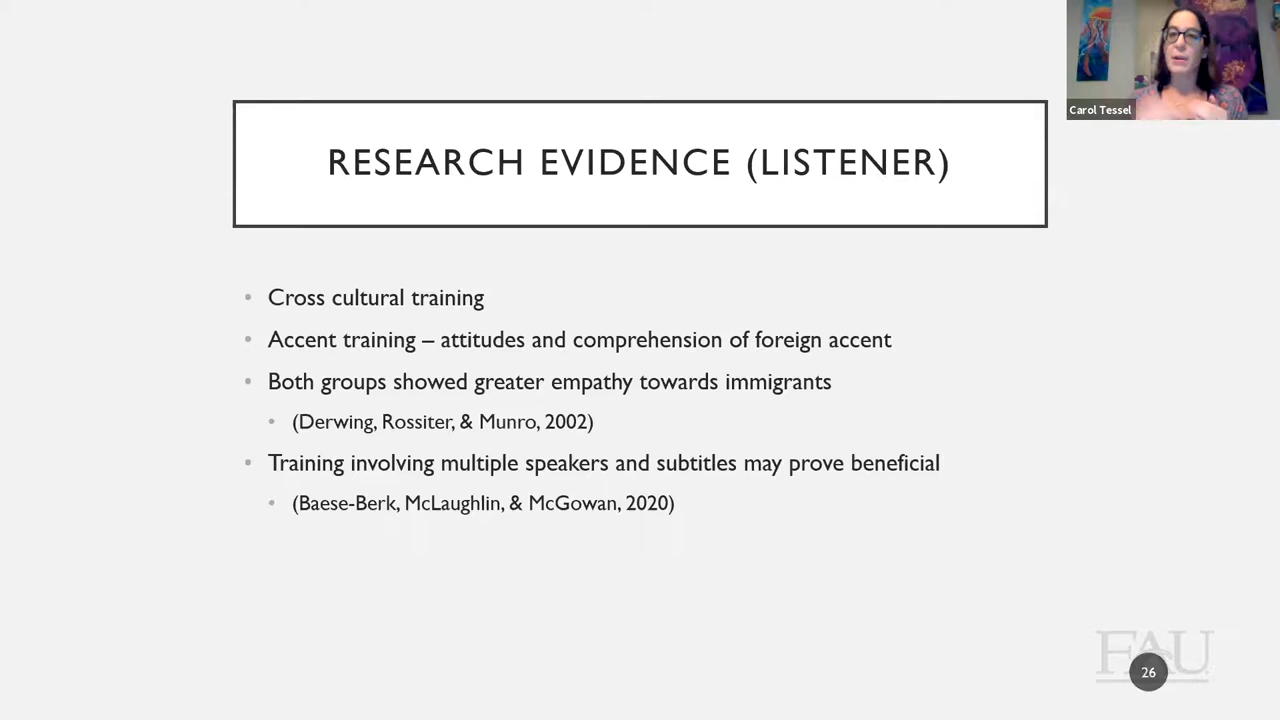 Carol Tessel
RESEARCH EVIDENCE (LISTENER)
• Cross cultural training
• Accent training – attitudes and comprehension of foreign accent
• Both groups showed greater empathy towards immigrants
• (Derwing, Rossiter, & Munro, 2002)
• Training involving multiple speakers and subtitles may prove beneficial
• (Baese-Berk, McLaughlin, & McGowan, 2020)
FAU
26